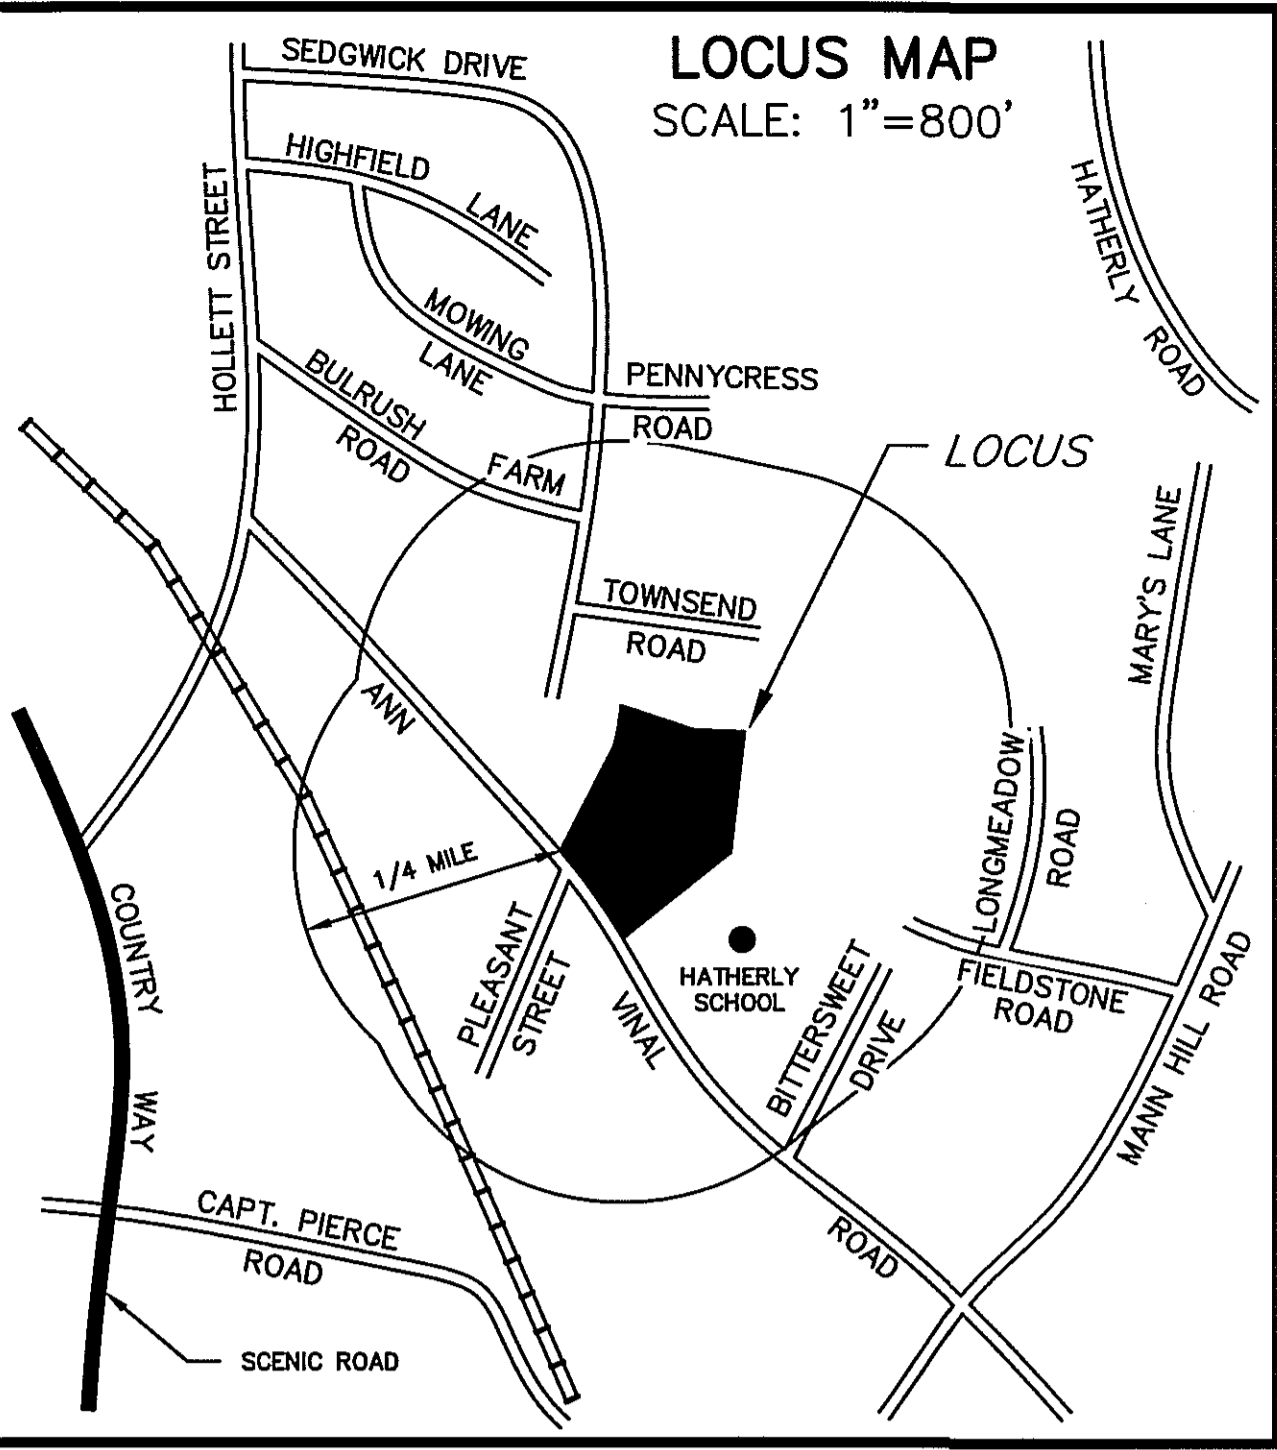 LOCUS MAP
SCALE: 1"=800'
SEDGWICK DRIVE
HIGHFIELD
LANE
HOLLETT STREET
MOWING
LANE
BULRUSH
FARM
ROAD
PENNYCRESS
ROAD
HATHERLY
ROAD
LOCUS
MARY'S LANE
TOWNSEND
ROAD
ANN
VINAL
ROAD
1/4 MILE
LONGMEADOW
ROAD
COUNTRY
WAY
PLEASANT
STREET
HATHERLY
SCHOOL
BITTERSWEET
DRIVE
FIELDSTONE
ROAD
MANN HILL ROAD
CAPT. PIERCE
ROAD
SCENIC ROAD